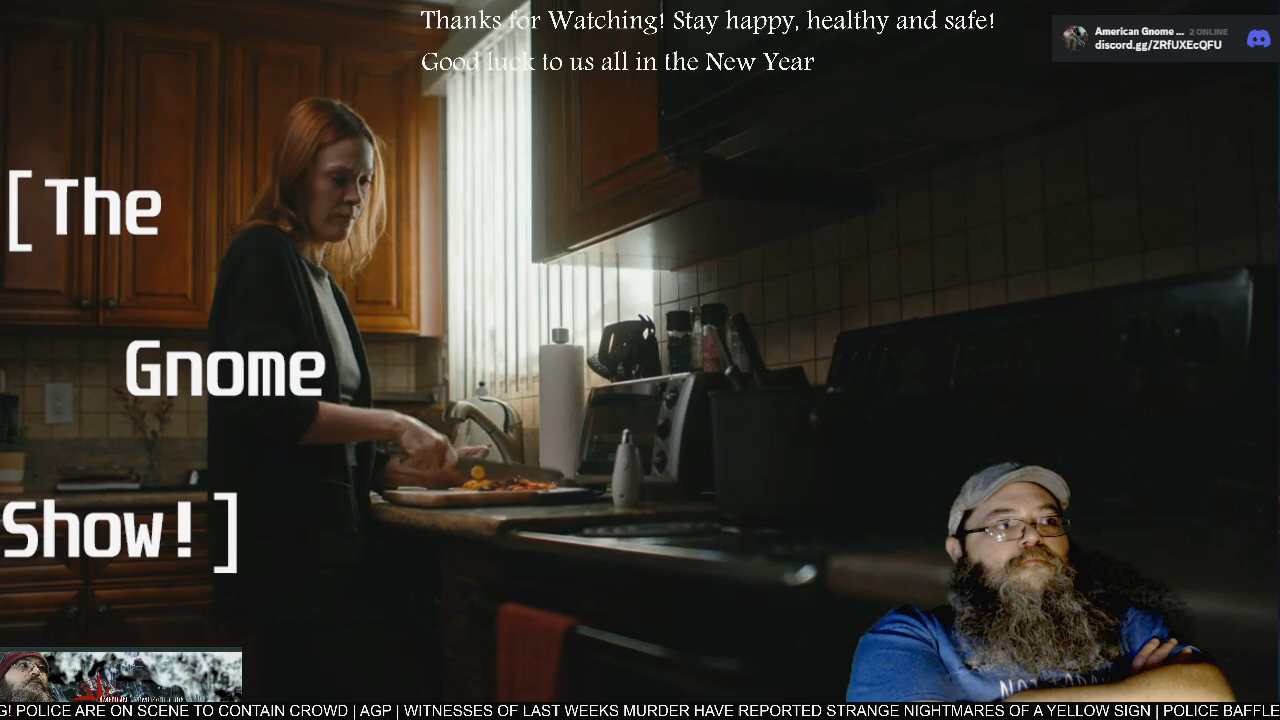 Thanks for Watching! Stay happy, healthy and safe!
Good luck to us all in the New Year
American Gnome ... 2 ONLINE
discord.gg/ZRfUXEcQFU
[The
Gnome
Show!]
G! POLICE ARE ON SCENE TO CONTAIN CROWD | AGP | WITNESSES OF LAST WEEKS MURDER HAVE REPORTED STRANGE NIGHTMARES OF A YELLOW SIGN | POLICE BAFFLE